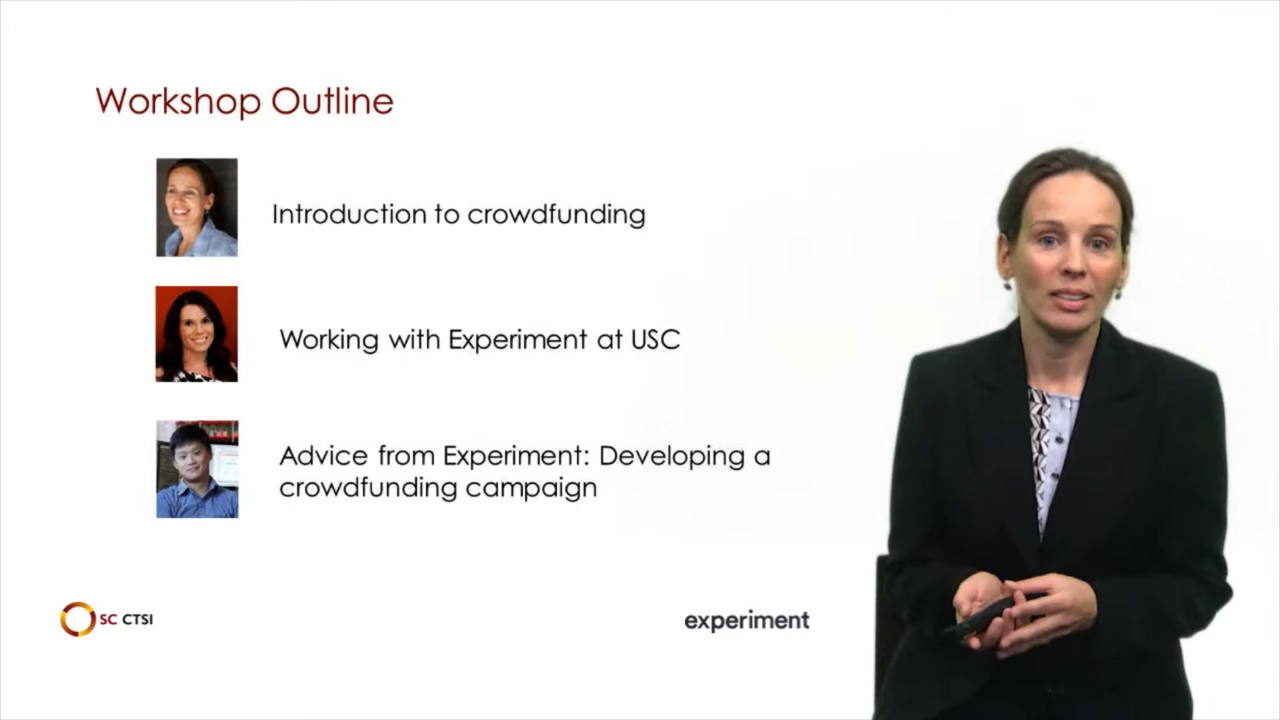 Workshop Outline
Introduction to crowdfunding
Working with Experiment at USC
Advice from Experiment: Developing a
crowdfunding campaign
SC CTSI
experiment